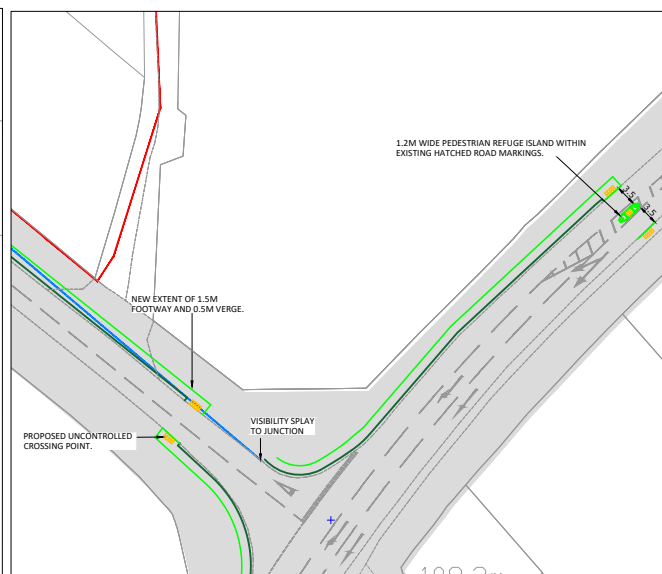 1.2M WIDE PEDESTRIAN REFUGE ISLAND WITHIN
EXISTING HATCHED ROAD MARKINGS.
3.5
3.5
NEW EXTENT OF 1.5M
FOOTWAY AND 0.5M VERGE.
VISIBILITY SPLAY
TO JUNCTION
PROPOSED UNCONTROLLED
CROSSING POINT.